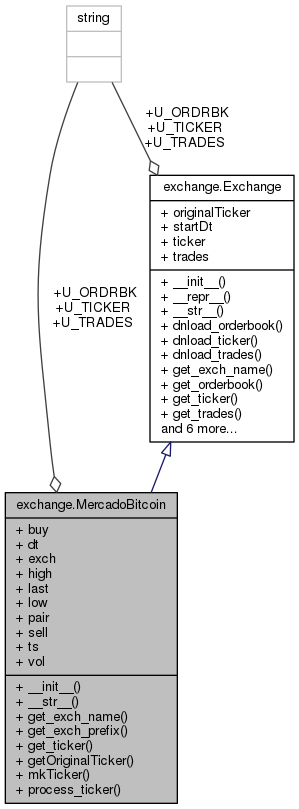 string
+U_ORDRBK
+U_TICKER
+U_TRADES
exchange.Exchange
+ originalTicker
+ startDt
+ ticker
+ trades
+ __init__()
+ __repr__()
+ __str__()
+ dnload_orderbook()
+ dnload_ticker()
+ dnload_trades()
+ get_exch_name()
+ get_orderbook()
+ get_ticker()
+ get_trades()
and 6 more...
+U_ORDRBK
+U_TICKER
+U_TRADES
exchange.MercadoBitcoin
+ buy
+ dt
+ exch
+ high
+ last
+ low
+ pair
+ sell
+ ts
+ vol
+ __init__()
+ __str__()
+ get_exch_name()
+ get_exch_prefix()
+ get_ticker()
+ getOriginalTicker()
+ mkTicker()
+ process_ticker()